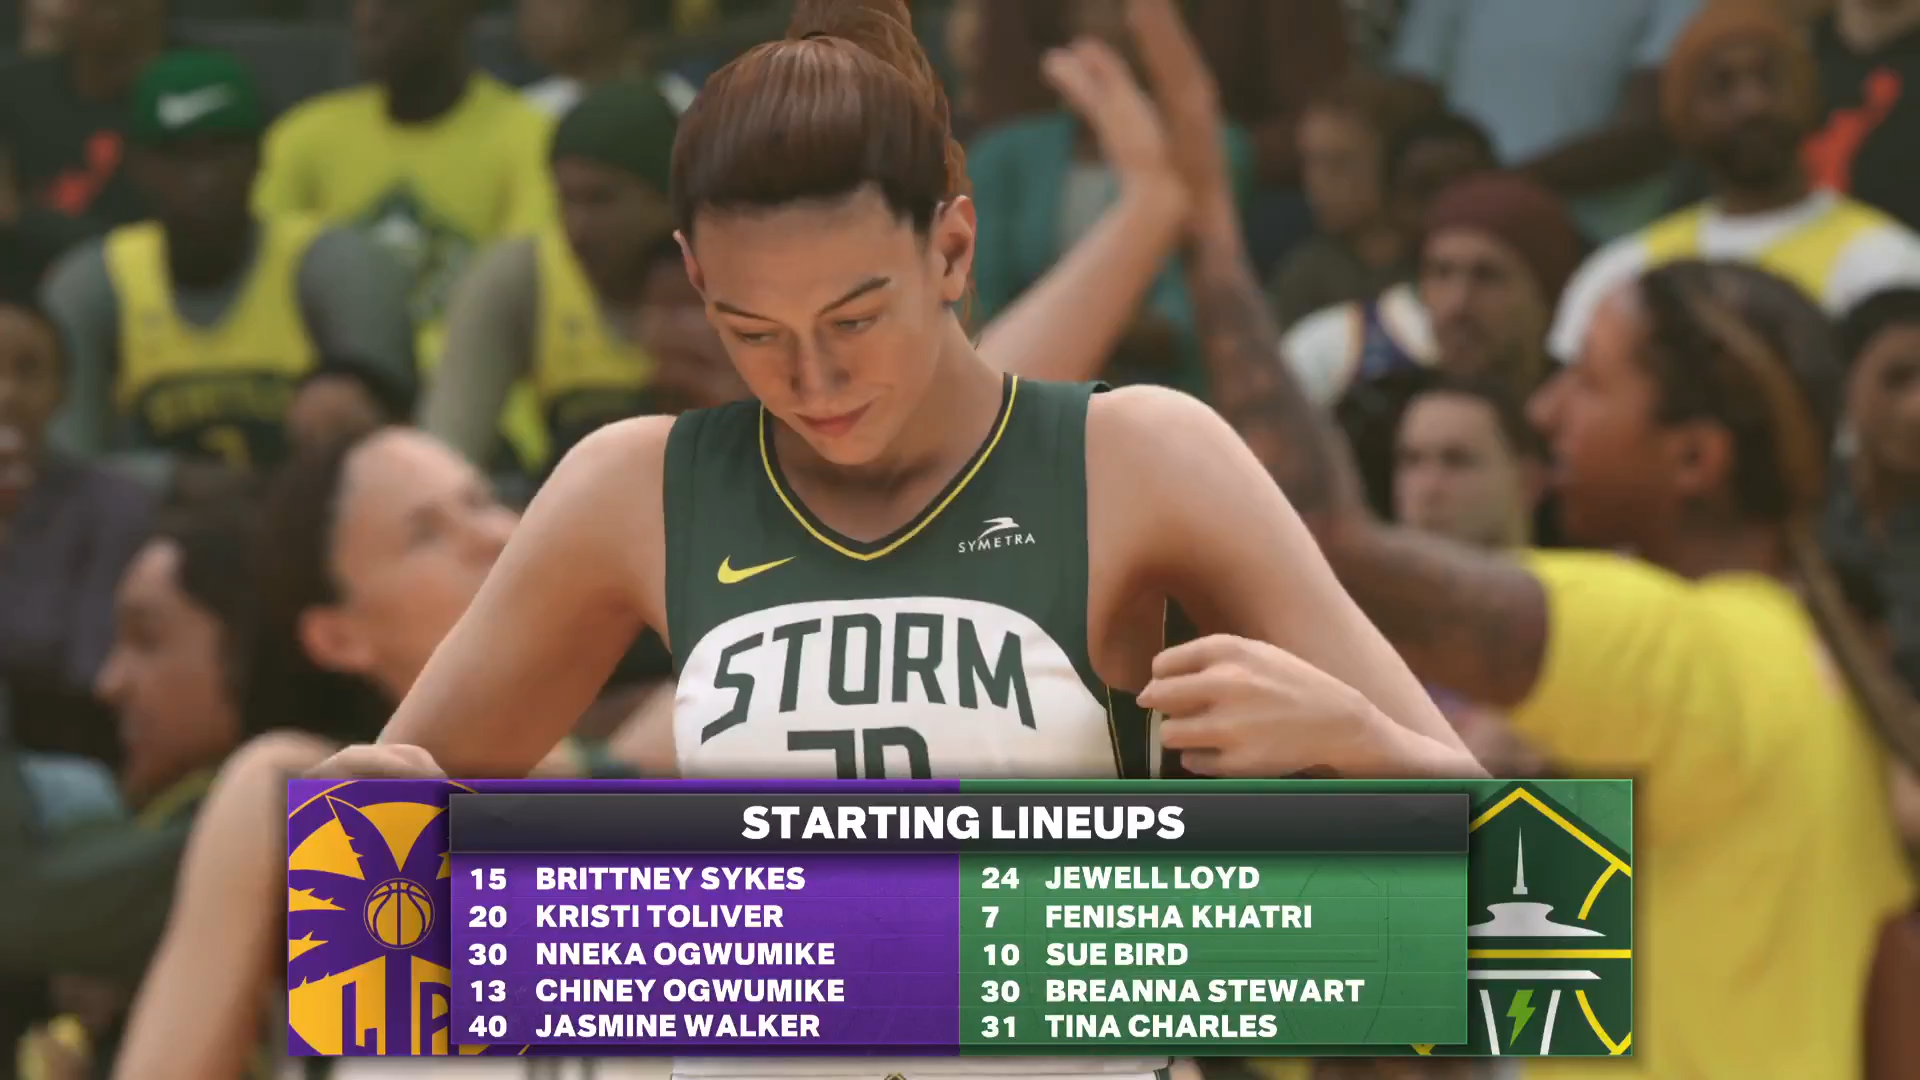 SYMETRA
STORM
STARTING LINEUPS
15 BRITTNEY SYKES
20 KRISTI TOLIVER
30 NNEKA OGWUMIKE
13 CHINEY OGWUMIKE
40 JASMINE WALKER
24 JEWELL LOYD
7 FENISHA KHATRI
10 SUE BIRD
30 BREANNA STEWART
31 TINA CHARLES